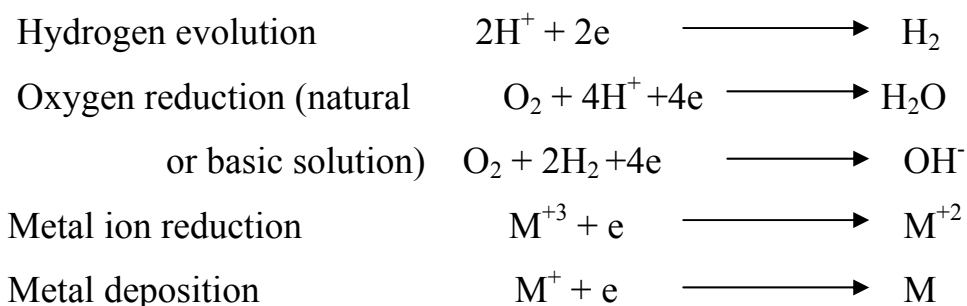 Hydrogen evolution 2H⁺ + 2e ⟶ H₂
Oxygen reduction (natural O₂ + 4H⁺ +4e ⟶ H₂O
or basic solution) O₂ + 2H₂ +4e ⟶ OH⁻
Metal ion reduction M⁺³ + e ⟶ M⁺²
Metal deposition M⁺ + e ⟶ M